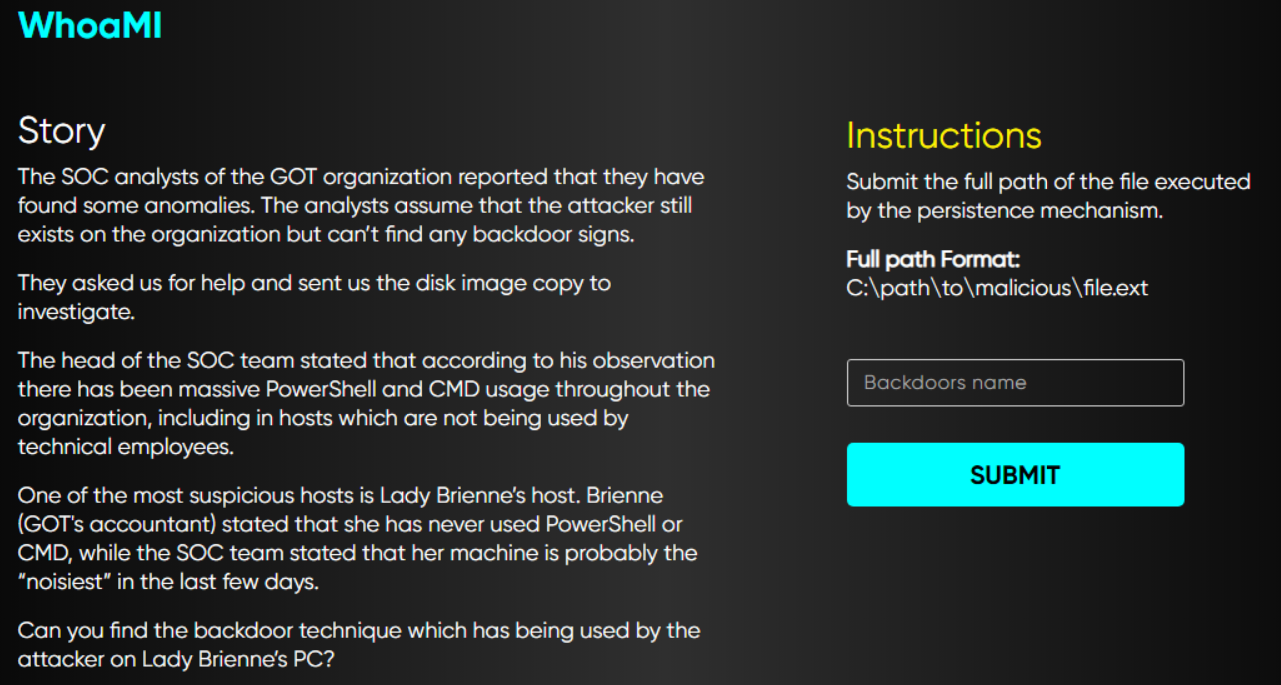 WhoaMI
Story
The SOC analysts of the GOT organization reported that they have
found some anomalies. The analysts assume that the attacker still
exists on the organization but can't find any backdoor signs.
They asked us for help and sent us the disk image copy to
investigate.
The head of the SOC team stated that according to his observation
there has been massive PowerShell and CMD usage throughout the
organization, including in hosts which are not being used by
technical employees.
One of the most suspicious hosts is Lady Brienne's host. Brienne
(GOT's accountant) stated that she has never used PowerShell or
CMD, while the SOC team stated that her machine is probably the
“noisiest” in the last few days.
Can you find the backdoor technique which has being used by the
attacker on Lady Brienne's PC?
Instructions
Submit the full path of the file executed
by the persistence mechanism.
Full path Format:
C:\path\to\malicious\file.ext
Backdoors name
SUBMIT